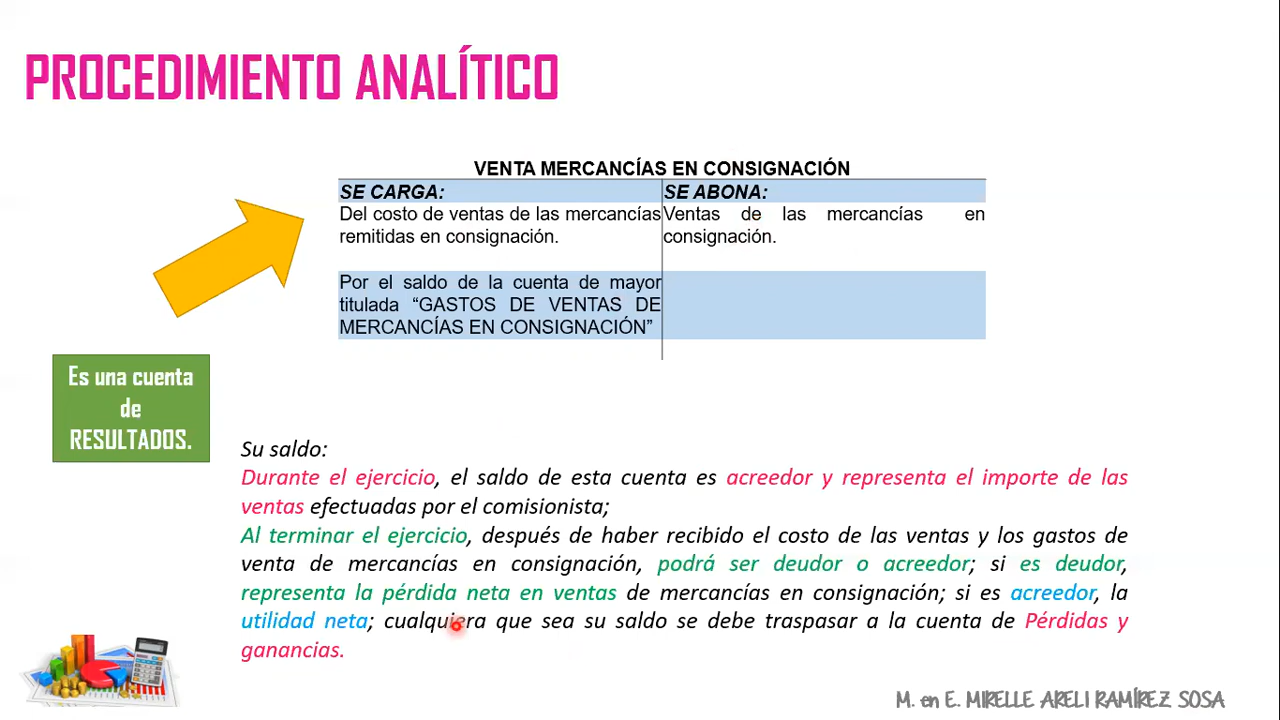 PROCEDIMIENTO ANALÍTICO
VENTA MERCANCÍAS EN CONSIGNACIÓN
SE CARGA:
SE ABONA:
Del costo de ventas de las mercancías
remitidas en consignación.
Ventas de las mercancías en
consignación.
Por el saldo de la cuenta de mayor
titulada “GASTOS DE VENTAS DE
MERCANCÍAS EN CONSIGNACIÓN”
Es una cuenta
de
RESULTADOS.
Su saldo:
Durante el ejercicio, el saldo de esta cuenta es acreedor y representa el importe de las
ventas efectuadas por el comisionista;
Al terminar el ejercicio, después de haber recibido el costo de las ventas y los gastos de
venta de mercancías en consignación, podrá ser deudor o acreedor; si es deudor,
representa la pérdida neta en ventas de mercancías en consignación; si es acreedor, la
utilidad neta; cualquiera que sea su saldo se debe traspasar a la cuenta de Pérdidas y
ganancias.
M. en E. MIRELLE ARELI RAMÍREZ SOSA